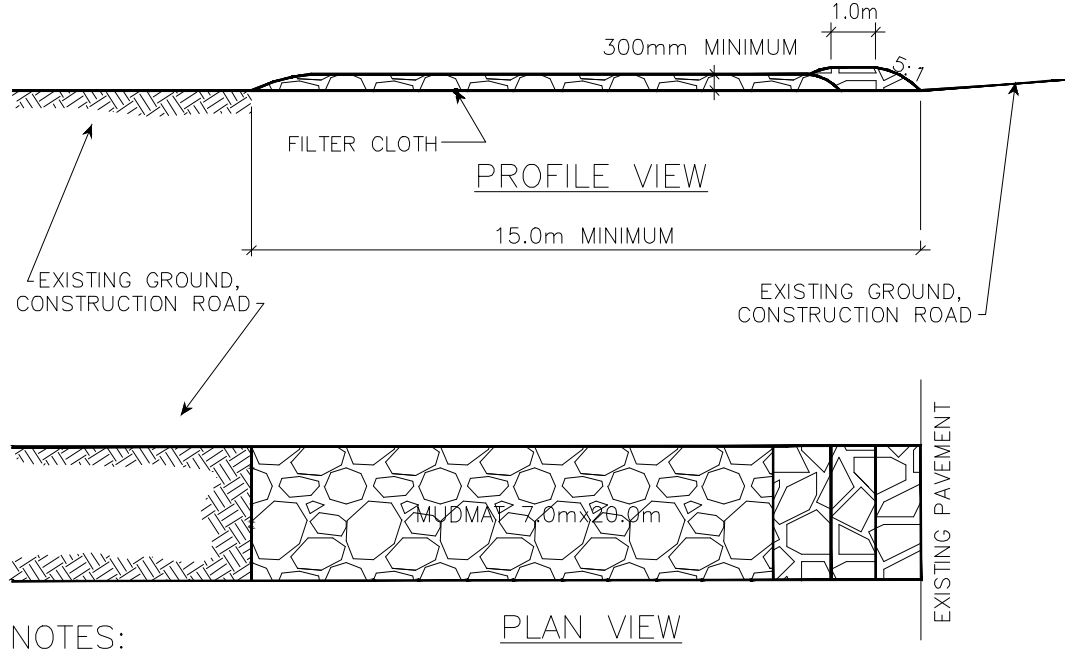 1.0m
300mm MINIMUM
5:1
FILTER CLOTH
PROFILE VIEW
15.0m MINIMUM
EXISTING GROUND,
CONSTRUCTION ROAD
EXISTING GROUND,
CONSTRUCTION ROAD
EXISTING PAVEMENT
MUDMAT 7.0mx20.0m
PLAN VIEW
NOTES: